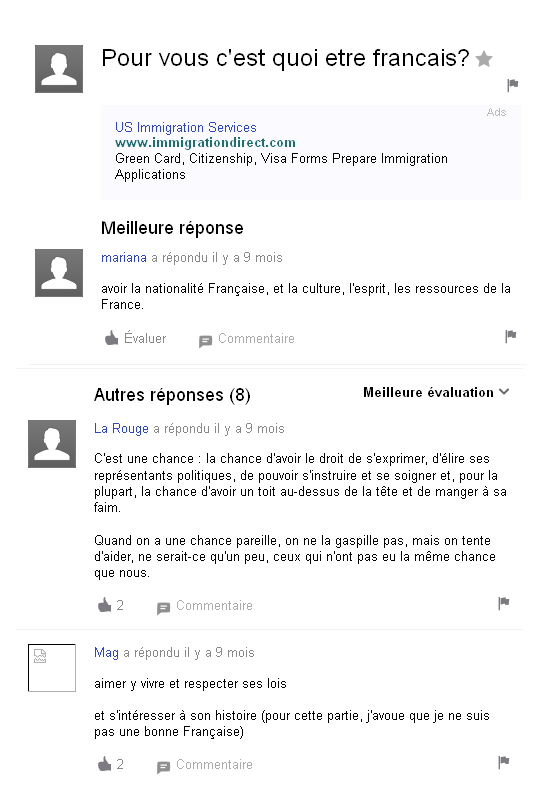 Pour vous c'est quoi etre francais?
Ads
US Immigration Services
www.immigrationdirect.com
Green Card, Citizenship, Visa Forms Prepare Immigration
Applications
Meilleure réponse
mariana a répondu il y a 9 mois
avoir la nationalité Française, et la culture, l'esprit, les ressources de la
France.
Évaluer Commentaire
Autres réponses (8) Meilleure évaluation
La Rouge a répondu il y a 9 mois
C'est une chance : la chance d'avoir le droit de s'exprimer, d'élire ses
représentants politiques, de pouvoir s'instruire et se soigner et, pour la
plupart, la chance d'avoir un toit au-dessus de la tête et de manger à sa
faim.
Quand on a une chance pareille, on ne la gaspille pas, mais on tente
d'aider, ne serait-ce qu'un peu, ceux qui n'ont pas eu la même chance
que nous.
2 Commentaire
Mag a répondu il y a 9 mois
aimer y vivre et respecter ses lois
et s'intéresser à son histoire (pour cette partie, j'avoue que je ne suis
pas une bonne Française)
2 Commentaire